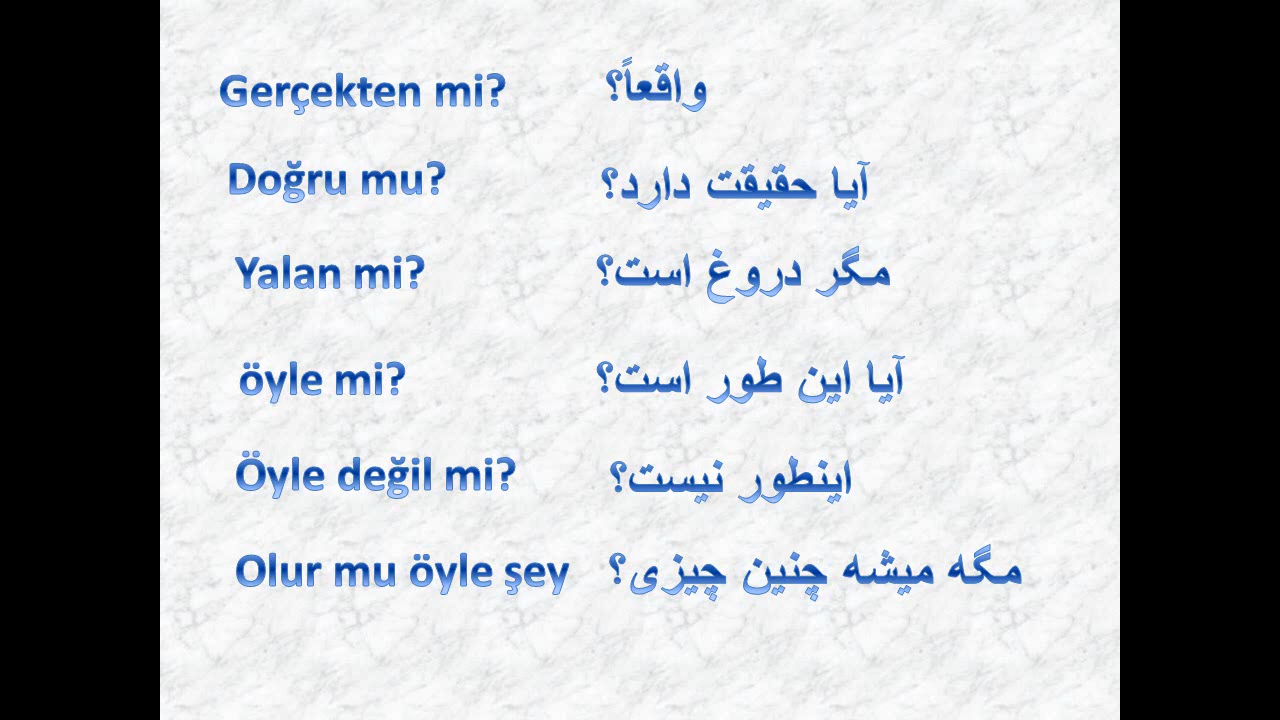 Gerçekten mi? واقعاً؟
Doğru mu? آیا حقیقت دارد؟
Yalan mi? مگر دروغ است؟
öyle mi? آیا این طور است؟
Öyle değil mi? اینطور نیست؟
Olur mu öyle şey مگه میشه چنین چیزی؟